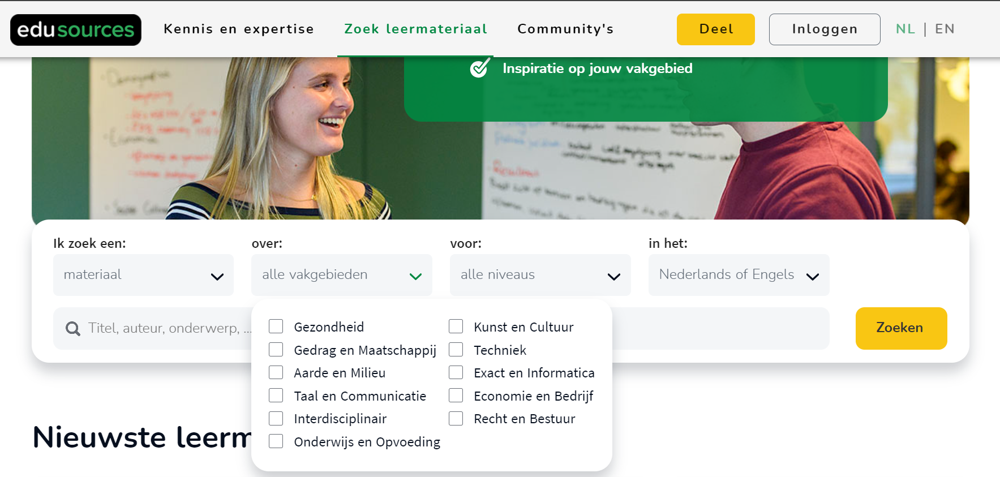 edusources
Kennis en expertise
Zoek leermateriaal
Community's
Deel
Inloggen
NL | EN
Inspiratie op jouw vakgebied
Ik zoek een:
materiaal
over:
alle vakgebieden
voor:
alle niveaus
in het:
Nederlands of Engels
Titel, auteur, onderwerp, ...
Zoeken
Gezondheid
Gedrag en Maatschappij
Aarde en Milieu
Taal en Communicatie
Interdisciplinair
Onderwijs en Opvoeding
Kunst en Cultuur
Techniek
Exact en Informatica
Economie en Bedrijf
Recht en Bestuur
Nieuwste leerm